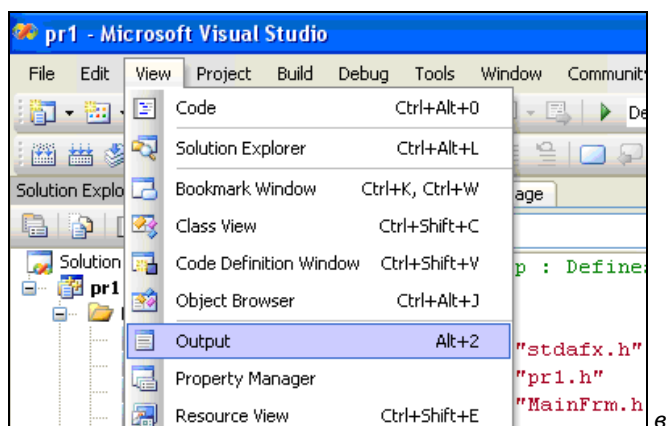 pr1 - Microsoft Visual Studio
File Edit View Project Build Debug Tools Window Communit
Code Ctrl+Alt+0
Solution Explorer Ctrl+Alt+L
Solution Explo
Bookmark Window Ctrl+K, Ctrl+W
age
Class View Ctrl+Shift+C
Solution
Code Definition Window Ctrl+Shift+V
p : Define
pr1
Object Browser Ctrl+Alt+J
Output Alt+2
"stdafx.h"
Property Manager
"pr1.h"
"MainFrm.h
Resource View Ctrl+Shift+E
в